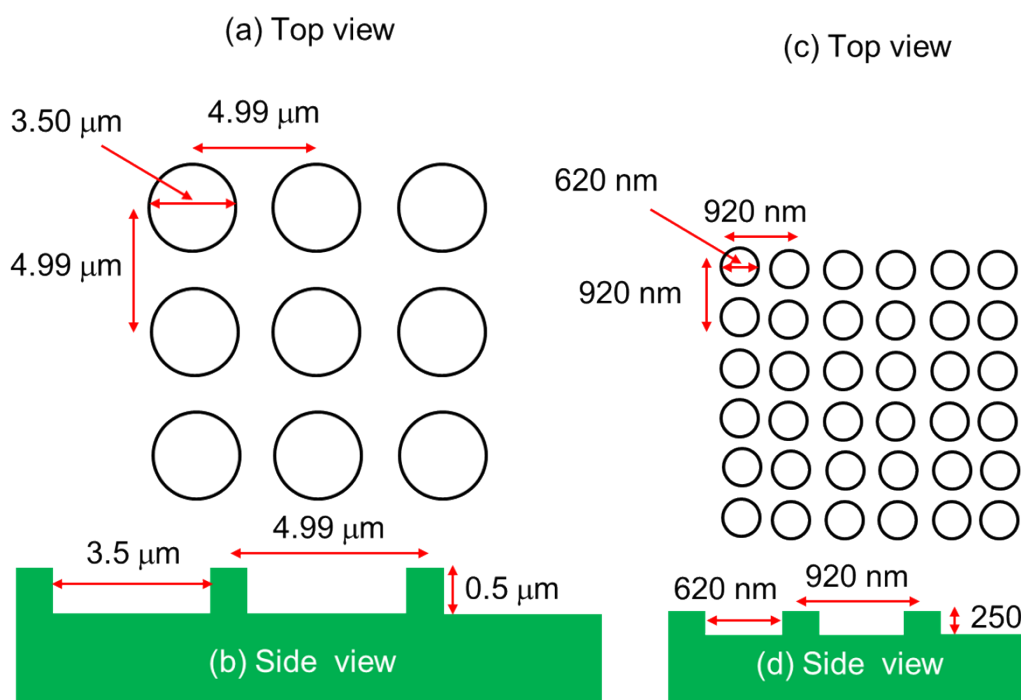 (a) Top view
3.50 μm
4.99 μm
4.99 μm
4.99 μm
3.5 μm
0.5 μm
(b) Side view
(c) Top view
620 nm
920 nm
920 nm
620 nm
920 nm
250
(d) Side view